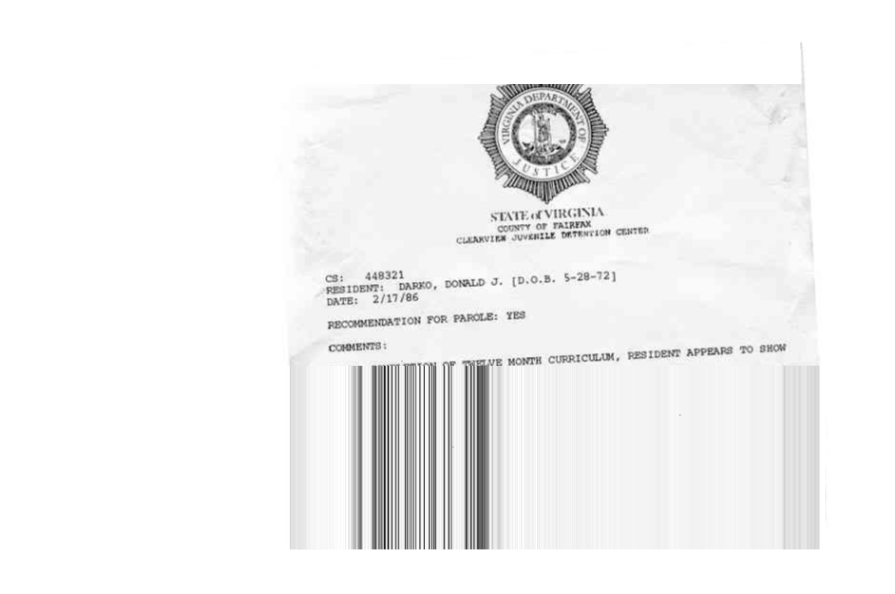 VIRGINIA DEPARTMENT OF
JUSTICE
STATE of VIRGINIA
COUNTY OF FAIRFAX
CLEARVIEW JUVENILE DETENTION CENTER
CS: 448321
RESIDENT: DARKO, DONALD J. [D.O.B. 5-28-72]
DATE: 2/17/86
RECOMMENDATION FOR PAROLE: YES
COMMENTS:
OF TWELVE MONTH CURRICULUM, RESIDENT APPEARS TO SHOW